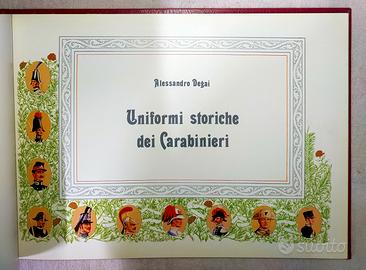 Alessandro Degai
Uniformi storiche
dei Carabinieri
subito